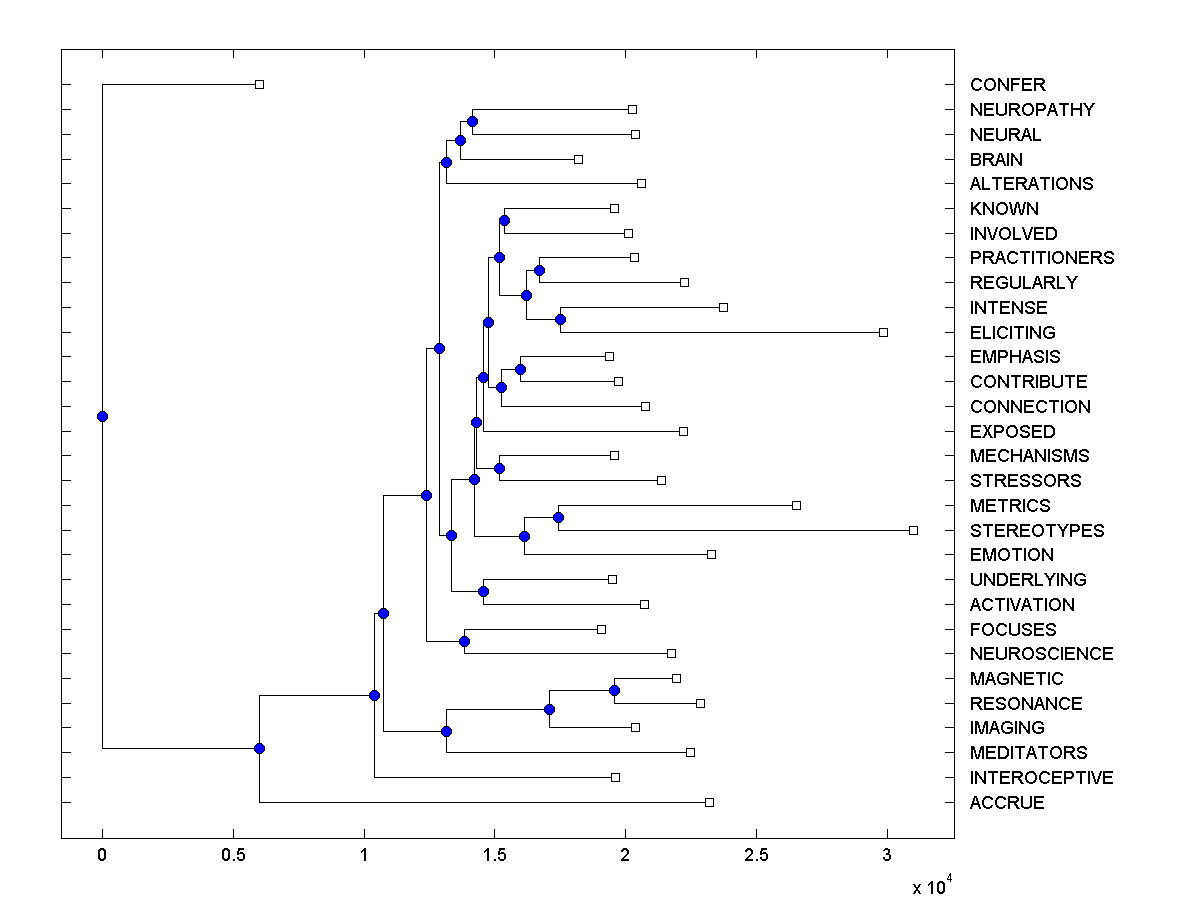 CONFER
NEUROPATHY
NEURAL
BRAIN
ALTERATIONS
KNOWN
INVOLVED
PRACTITIONERS
REGULARLY
INTENSE
ELICITING
EMPHASIS
CONTRIBUTE
CONNECTION
EXPOSED
MECHANISMS
STRESSORS
METRICS
STEREOTYPES
EMOTION
UNDERLYING
ACTIVATION
FOCUSES
NEUROSCIENCE
MAGNETIC
RESONANCE
IMAGING
MEDITATORS
INTEROCEPTIVE
ACCRUE
0 0.5 1 1.5 2 2.5 3
x 10^4